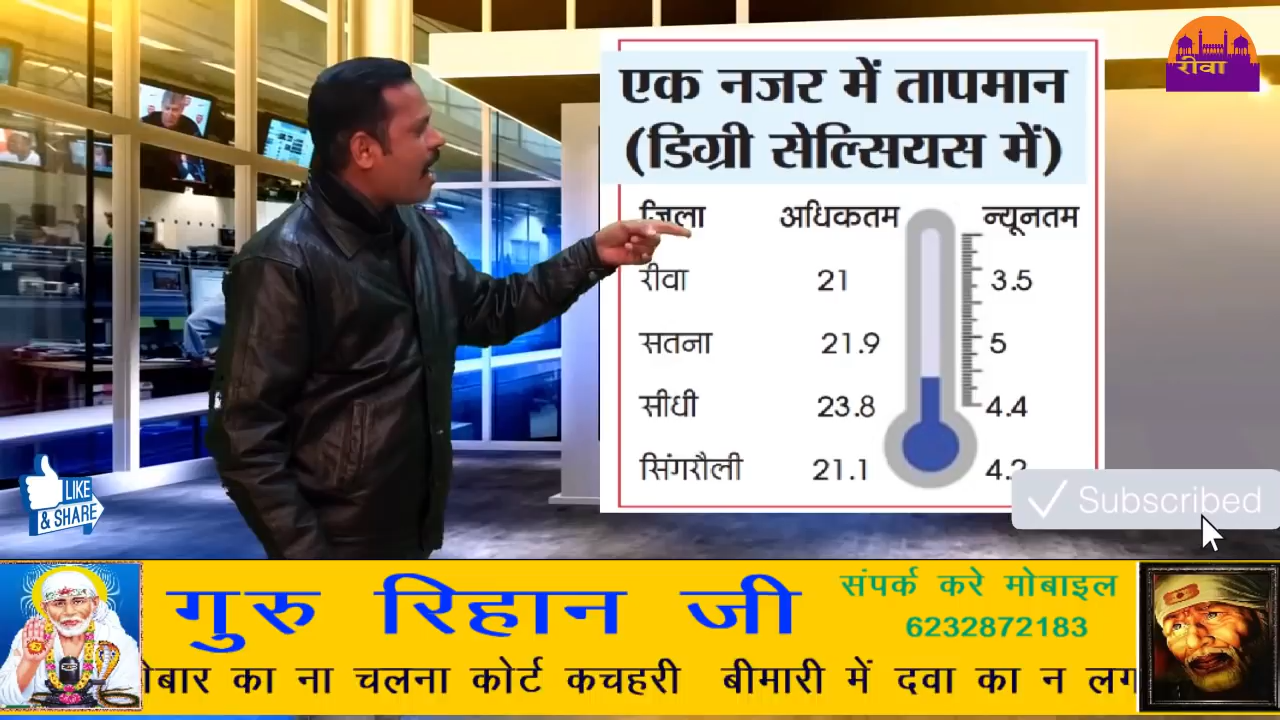 रीवा
एक नजर में तापमान
(डिग्री सेल्सियस में)
जिला अधिकतम न्यूनतम
रीवा 21 3.5
सतना 21.9 5
सीधी 23.8 4.4
सिंगरौली 21.1
Subscribed
LIKE
& SHARE
गुरु रिहान जी
संपर्क करे मोबाइल
6232872183
का ना चलना कोर्ट कचहरी बीमारी में दवा का न